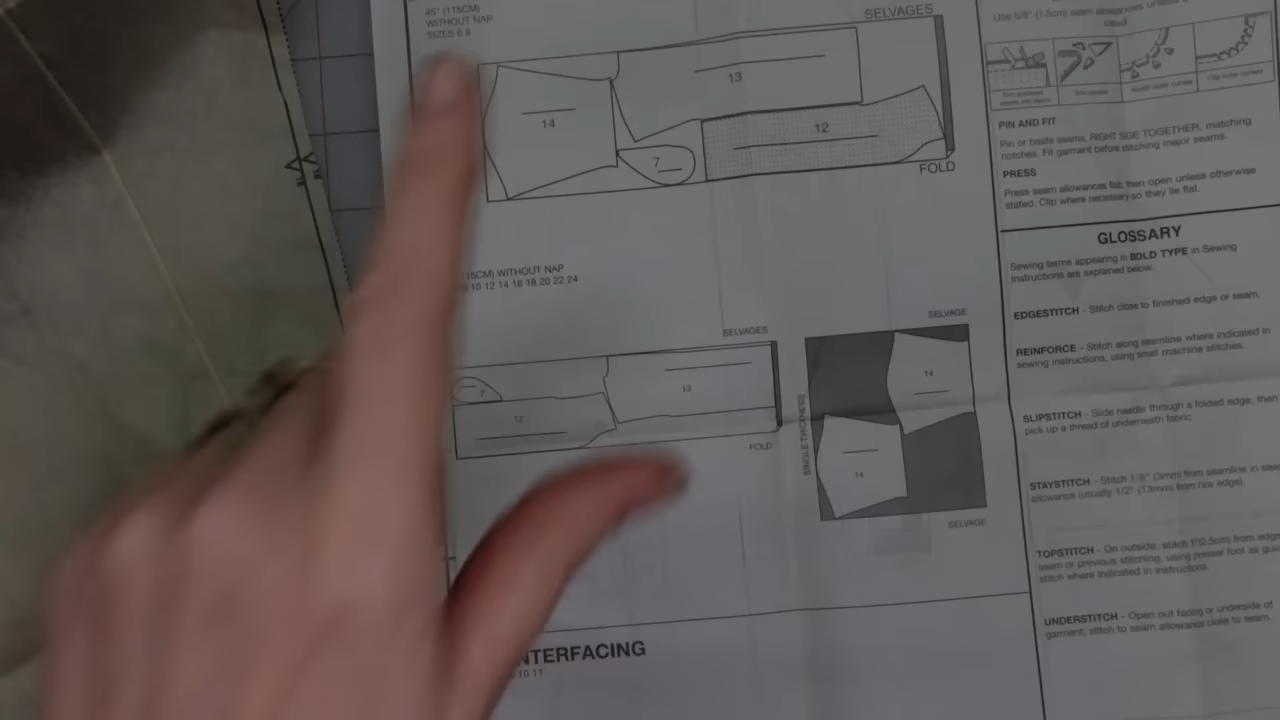 45" (115CM)
WITHOUT NAP
SIZES 6 8
SELVAGES
13
14
12
7
FOLD
15CM) WITHOUT NAP
10 12 14 16 18 20 22 24
SELVAGES
13
7
12
FOLD
SELVAGE
14
SINGLE THICKNESS
14
SELVAGE
NTERFACING
10 11
Use 5/8" (1.5cm) seam allowances unless
PIN AND FIT
Pin or baste seams, RIGHT SIDE TOGETHER, matching
notches. Fit garment before stitching major seams.
PRESS
Press seam allowances flat, then open unless otherwise
stated. Clip where necessary so they lie flat.
GLOSSARY
Sewing terms appearing in BOLD TYPE in Sewing
Instructions are explained below.
EDGESTITCH - Stitch close to finished edge or seam.
REINFORCE - Stitch along seamline where indicated in
sewing instructions, using small machine stitches.
SLIPSTITCH - Slide needle through a folded edge, then
pick up a thread of underneath fabric
STAYSTITCH - Stitch 1/8" (3mm) from seamline in
allowance (usually 1/2" (13mm) from raw edge)
TOPSTITCH - On outside, stitch 1"(2.5cm) from edge
seam or previous stitching, using presser foot as
stitch where indicated in instructions.
UNDERSTITCH - Open out facing or underside of
garment; stitch to seam allowance close to seam.